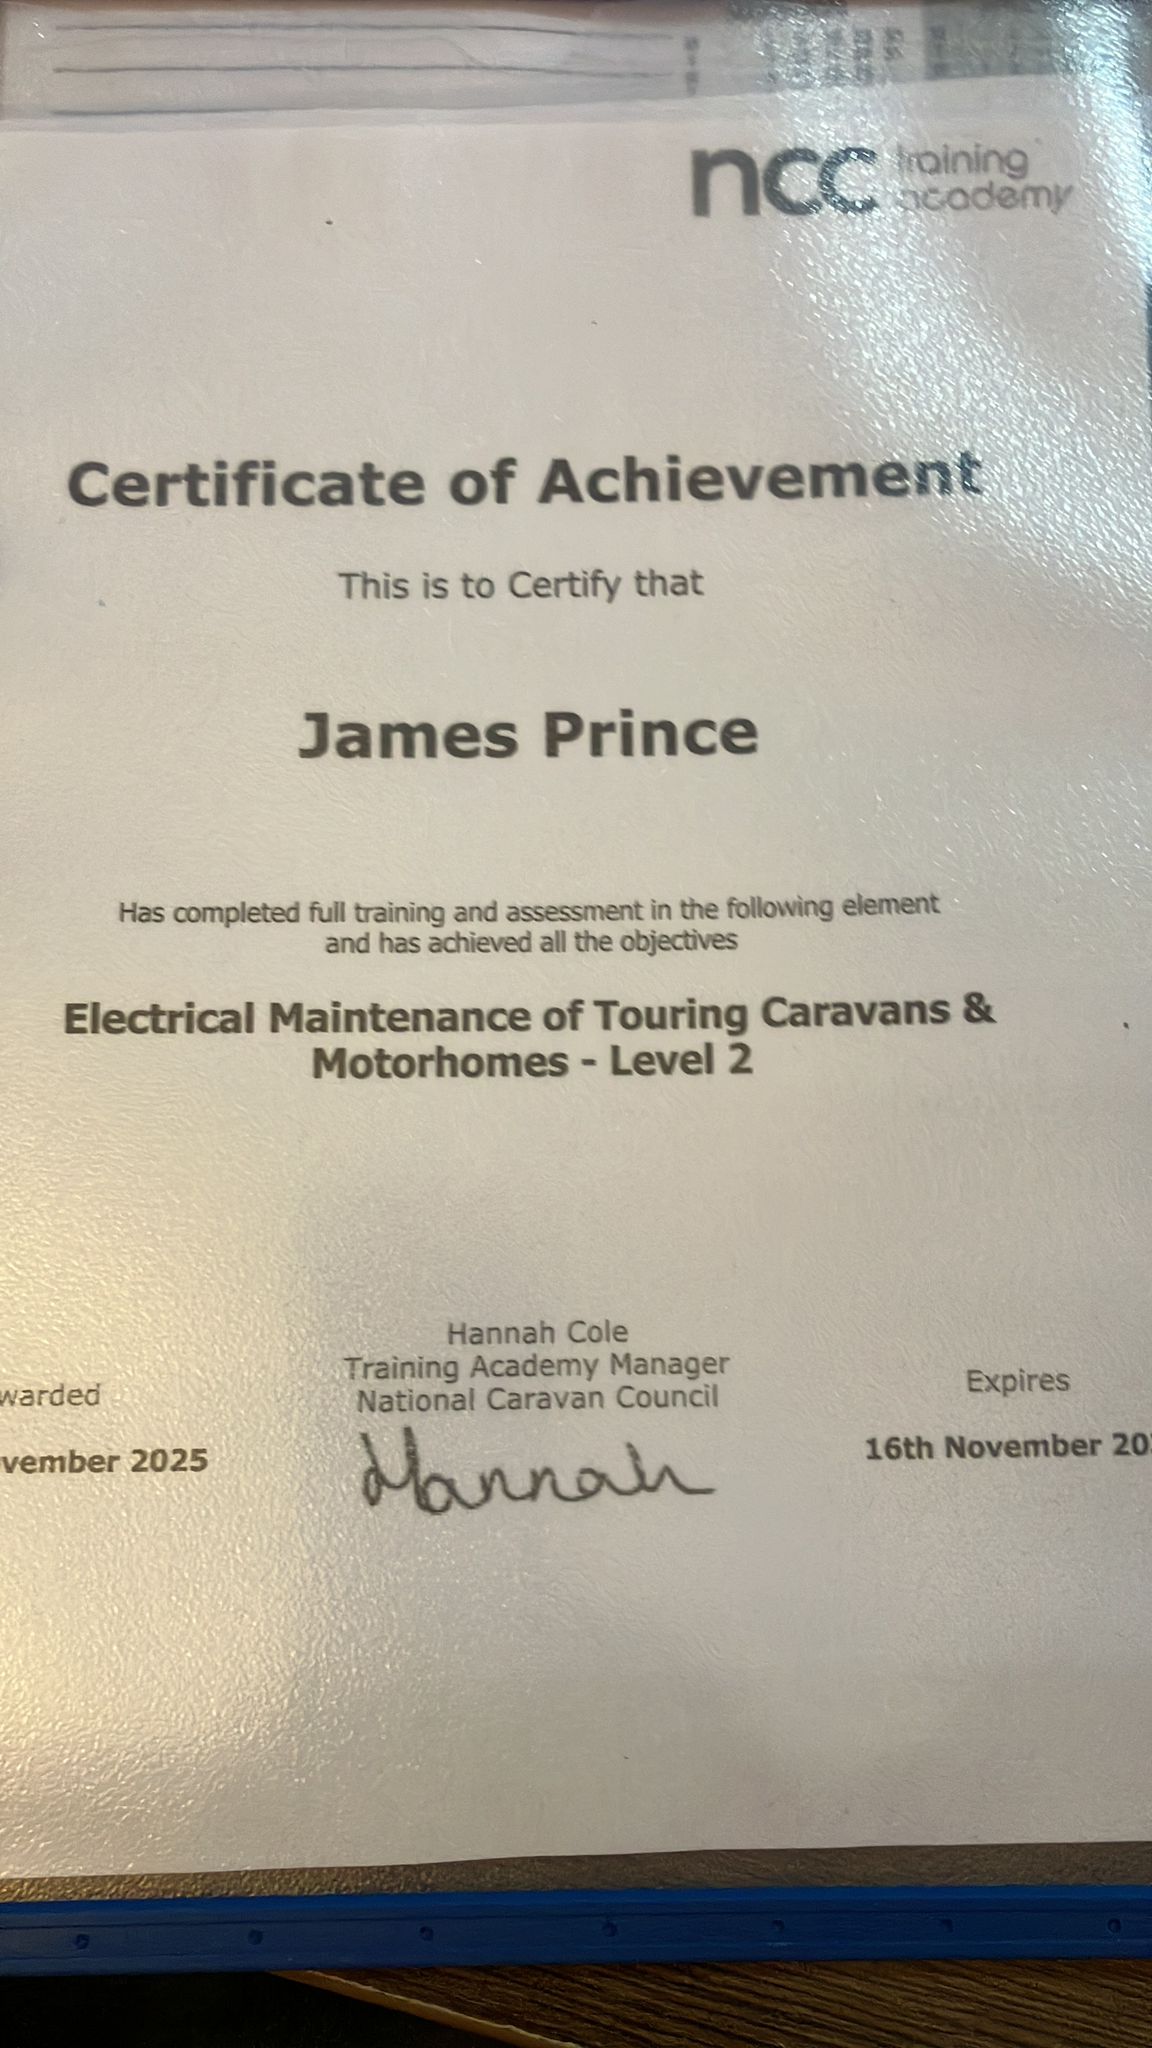 ncc training
academy
Certificate of Achievement
This is to Certify that
James Prince
Has completed full training and assessment in the following element
and has achieved all the objectives
Electrical Maintenance of Touring Caravans &
Motorhomes - Level 2
Hannah Cole
Training Academy Manager
National Caravan Council
warded
vember 2025
Hannah
Expires
16th November 20